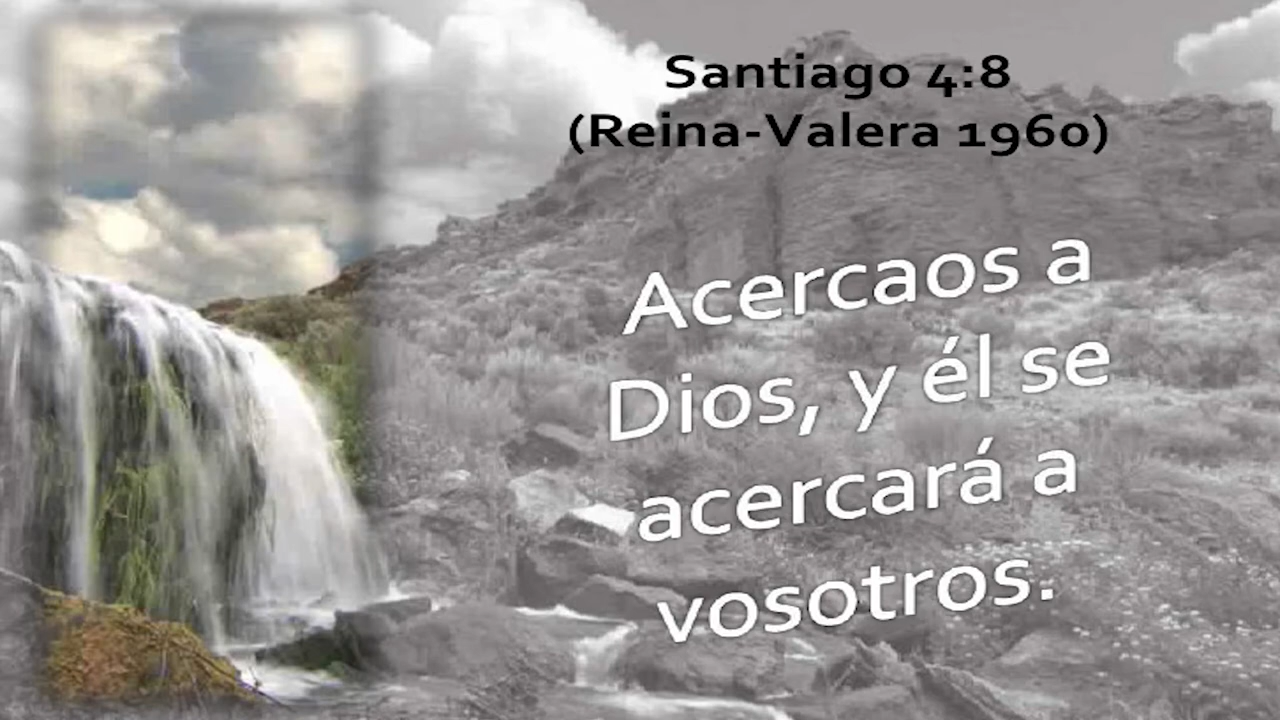 Santiago 4:8
(Reina-Valera 1960)
Acercaos a
Dios, y él se
acercará a
vosotros.